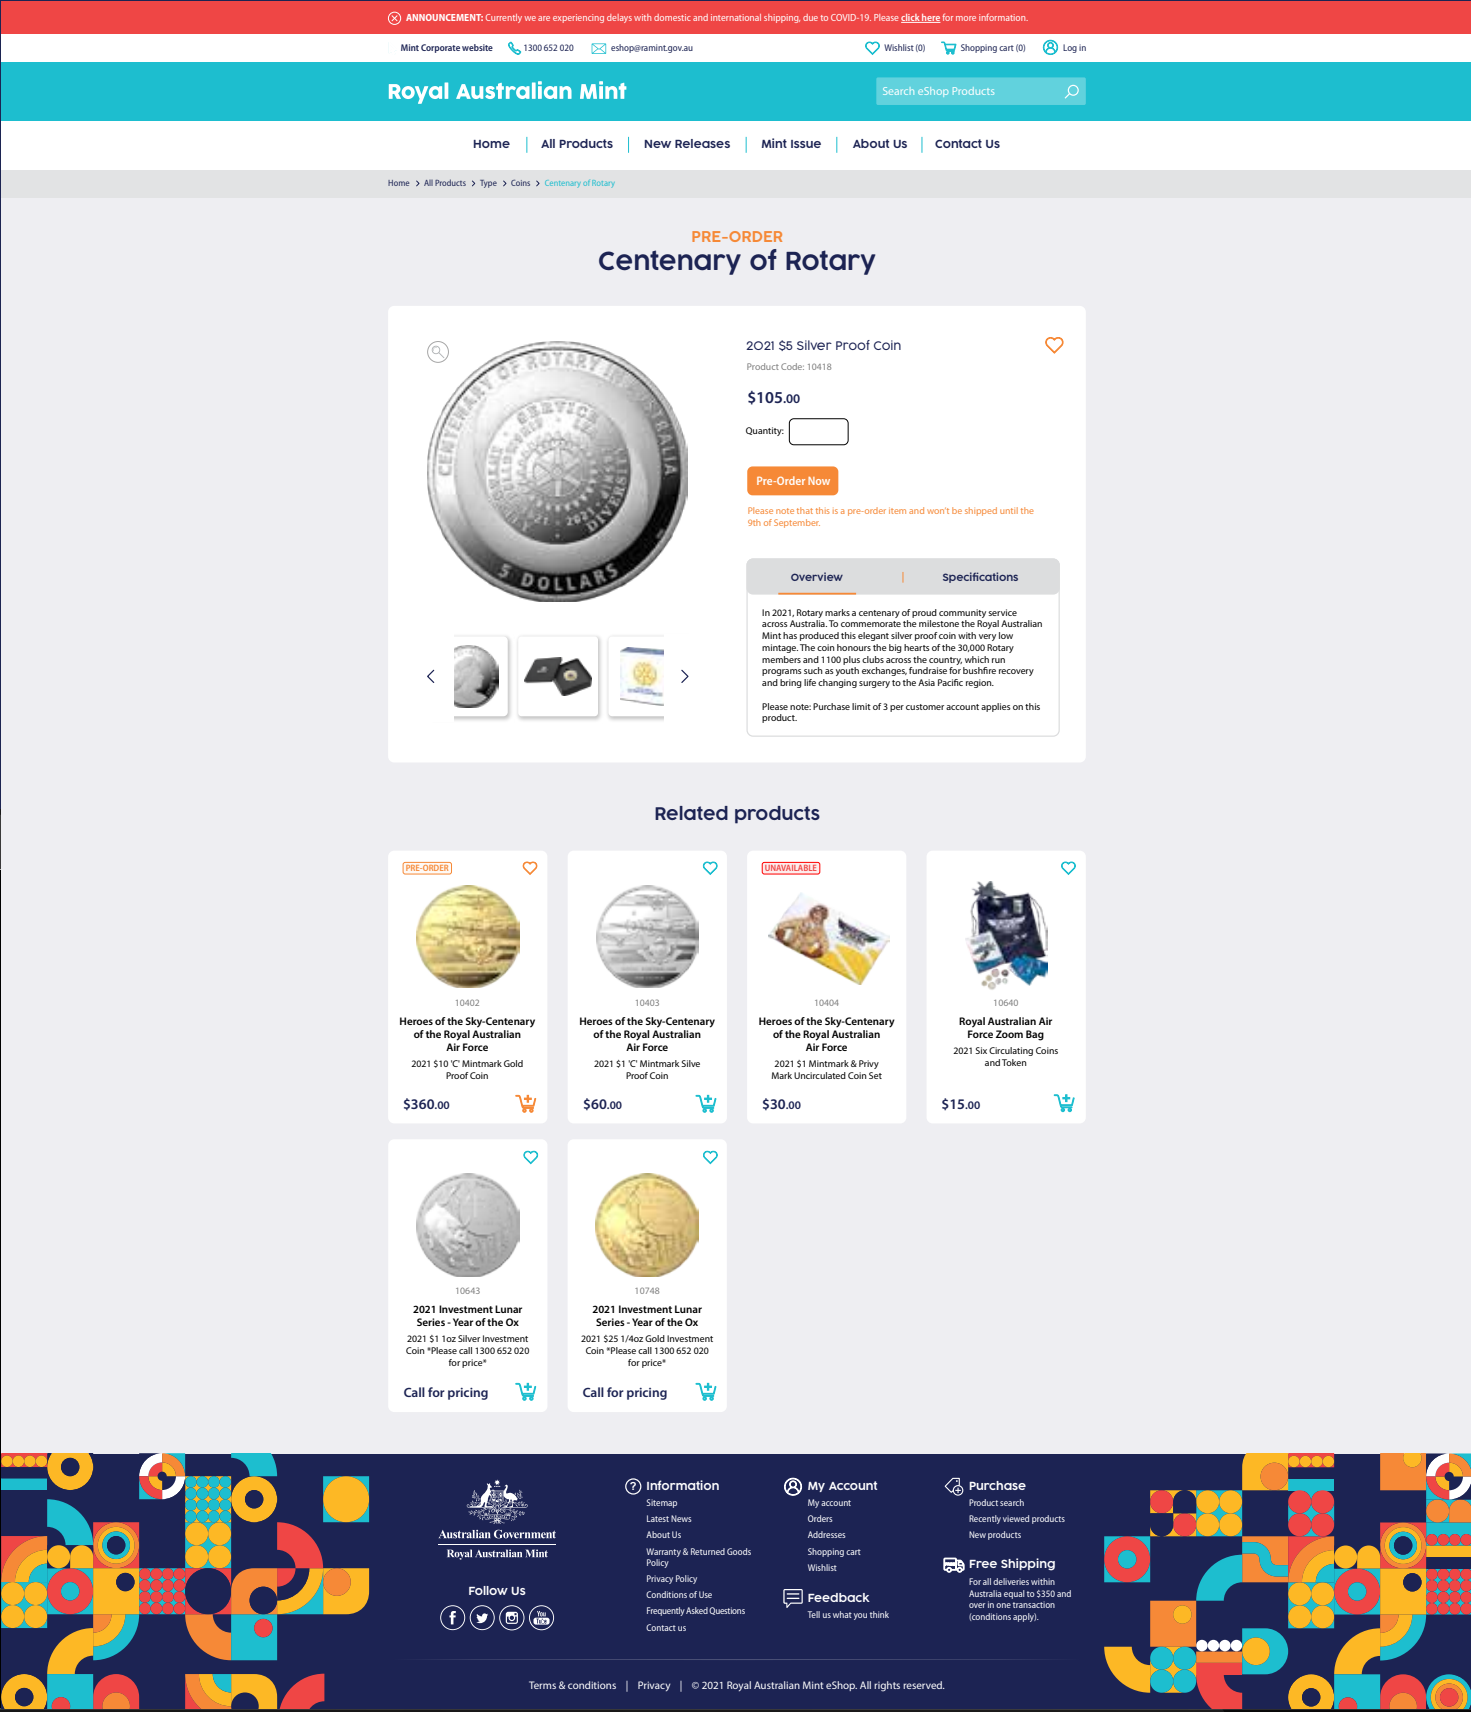 ANNOUNCEMENT: Currently we are experiencing delays with domestic and international shipping, due to COVID-19. Please click here for more information.
Mint Corporate website 1300 652 020 eshop@ramint.gov.au Wishlist (0) Shopping cart (0) Log in
Royal Australian Mint
Search eShop Products
Home All Products New Releases Mint Issue About Us Contact Us
Home > All Products > Type > Coins > Centenary of Rotary
PRE-ORDER
Centenary of Rotary
CENTENARY OF ROTARY IN AUSTRALIA
SERVICE
DIVERSITY
2021
5 DOLLARS
2021 $5 Silver Proof Coin
Product Code: 10418
$105.00
Quantity:
Pre-Order Now
Please note that this is a pre-order item and won't be shipped until the
9th of September.
Overview | Specifications
In 2021, Rotary marks a centenary of proud community service
across Australia. To commemorate the milestone the Royal Australian
Mint has produced this elegant silver proof coin with very low
mintage. The coin honours the big hearts of the 30,000 Rotary
members and 1100 plus clubs across the country, which run
programs such as youth exchanges, fundraise for bushfire recovery
and bring life changing surgery to the Asia Pacific region.
Please note: Purchase limit of 3 per customer account applies on this
product.
Related products
PRE-ORDER
10402
Heroes of the Sky-Centenary
of the Royal Australian
Air Force
2021 $10 'C' Mintmark Gold
Proof Coin
$360.00
10403
Heroes of the Sky-Centenary
of the Royal Australian
Air Force
2021 $1 'C' Mintmark Silve
Proof Coin
$60.00
UNAVAILABLE
10404
Heroes of the Sky-Centenary
of the Royal Australian
Air Force
2021 $1 Mintmark & Privy
Mark Uncirculated Coin Set
$30.00
10640
Royal Australian Air
Force Zoom Bag
2021 Six Circulating Coins
and Token
$15.00
10643
2021 Investment Lunar
Series - Year of the Ox
2021 $1 1oz Silver Investment
Coin *Please call 1300 652 020
for price*
Call for pricing
10748
2021 Investment Lunar
Series - Year of the Ox
2021 $25 1/4oz Gold Investment
Coin *Please call 1300 652 020
for price*
Call for pricing
Australian Government
Royal Australian Mint
Follow Us
You
Tube
Information
Sitemap
Latest News
About Us
Warranty & Returned Goods
Policy
Privacy Policy
Conditions of Use
Frequently Asked Questions
Contact us
My Account
My account
Orders
Addresses
Shopping cart
Wishlist
Feedback
Tell us what you think
Purchase
Product search
Recently viewed products
New products
Free Shipping
For all deliveries within
Australia equal to $350 and
over in one transaction
(conditions apply).
Terms & conditions | Privacy | © 2021 Royal Australian Mint eShop. All rights reserved.